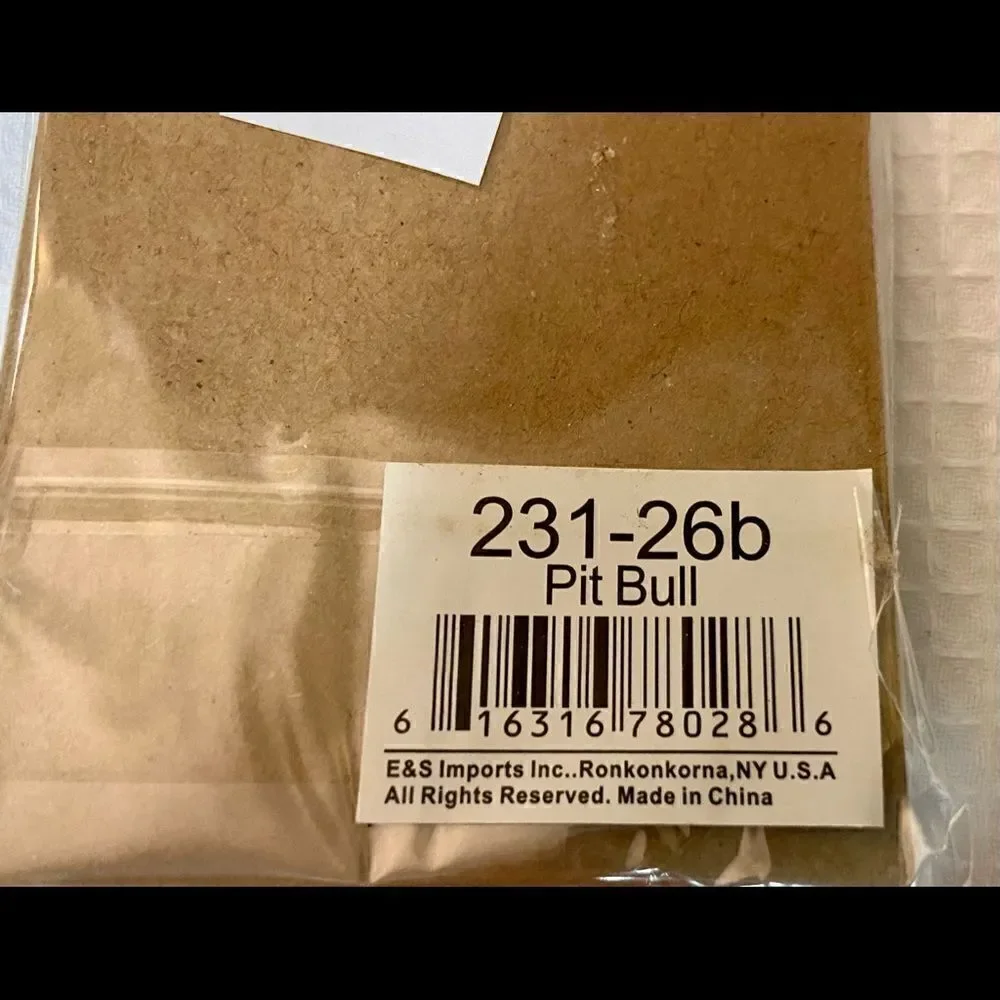 231-26b
Pit Bull
6 16316 78028 6
E&S Imports Inc..Ronkonkorna,NY U.S.A
All Rights Reserved. Made in China